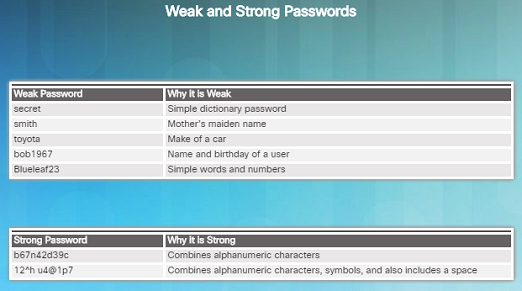 Weak and Strong Passwords
Weak Password Why it is Weak
secret Simple dictionary password
smith Mother's maiden name
toyota Make of a car
bob1967 Name and birthday of a user
Blueleaf23 Simple words and numbers
Strong Password Why it is Strong
b67n42d39c Combines alphanumeric characters
12^h u4@1p7 Combines alphanumeric characters, symbols, and also includes a space